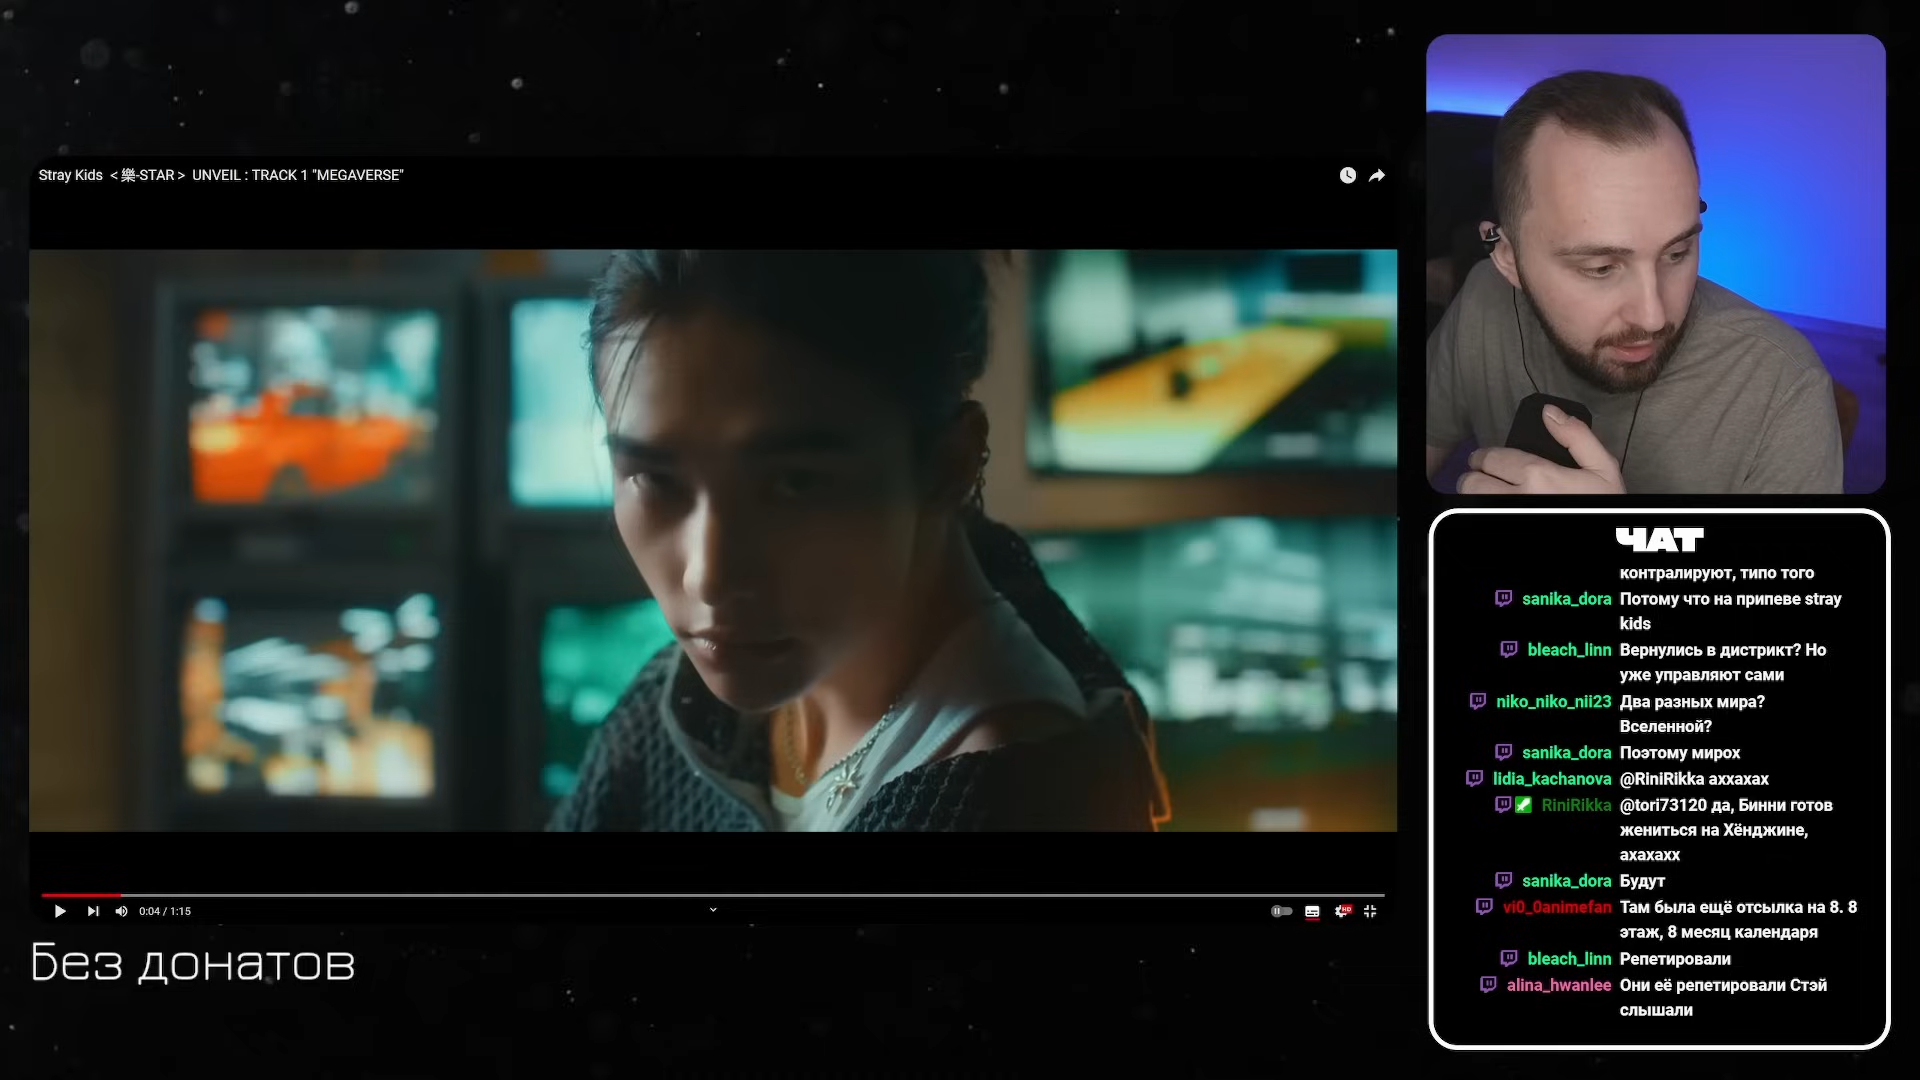 Stray Kids <樂-STAR> UNVEIL : TRACK 1 "MEGAVERSE"
0:04 / 1:15
HD
Без донатов
ЧАТ
контралируют, типо того
sanika_dora Потому что на припеве stray
kids
bleach_linn Вернулись в дистрикт? Но
уже управляют сами
niko_niko_nii23 Два разных мира?
Вселенной?
sanika_dora Поэтому мирох
lidia_kachanova @RiniRikka аххахах
RiniRikka @tori73120 да, Бинни готов
жениться на Хёнджине,
ахахахх
sanika_dora Будут
vi0_0animefan Там была ещё отсылка на 8. 8
этаж, 8 месяц календаря
bleach_linn Репетировали
alina_hwanlee Они её репетировали Стэй
слышали